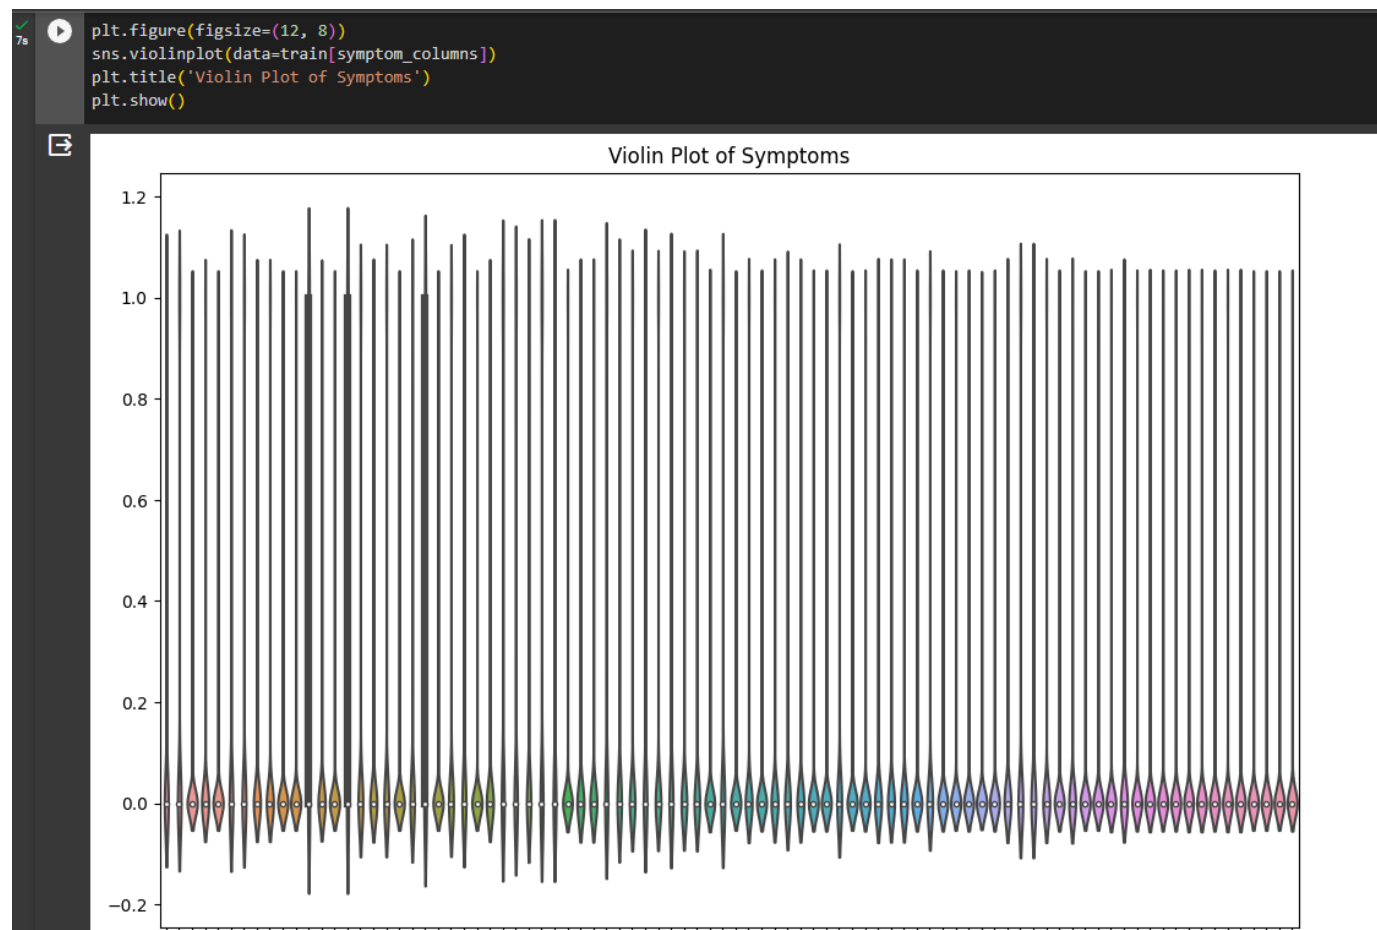 7s
plt.figure(figsize=(12, 8))
sns.violinplot(data=train[symptom_columns])
plt.title('Violin Plot of Symptoms')
plt.show()
Violin Plot of Symptoms
1.2
1.0
0.8
0.6
0.4
0.2
0.0
−0.2